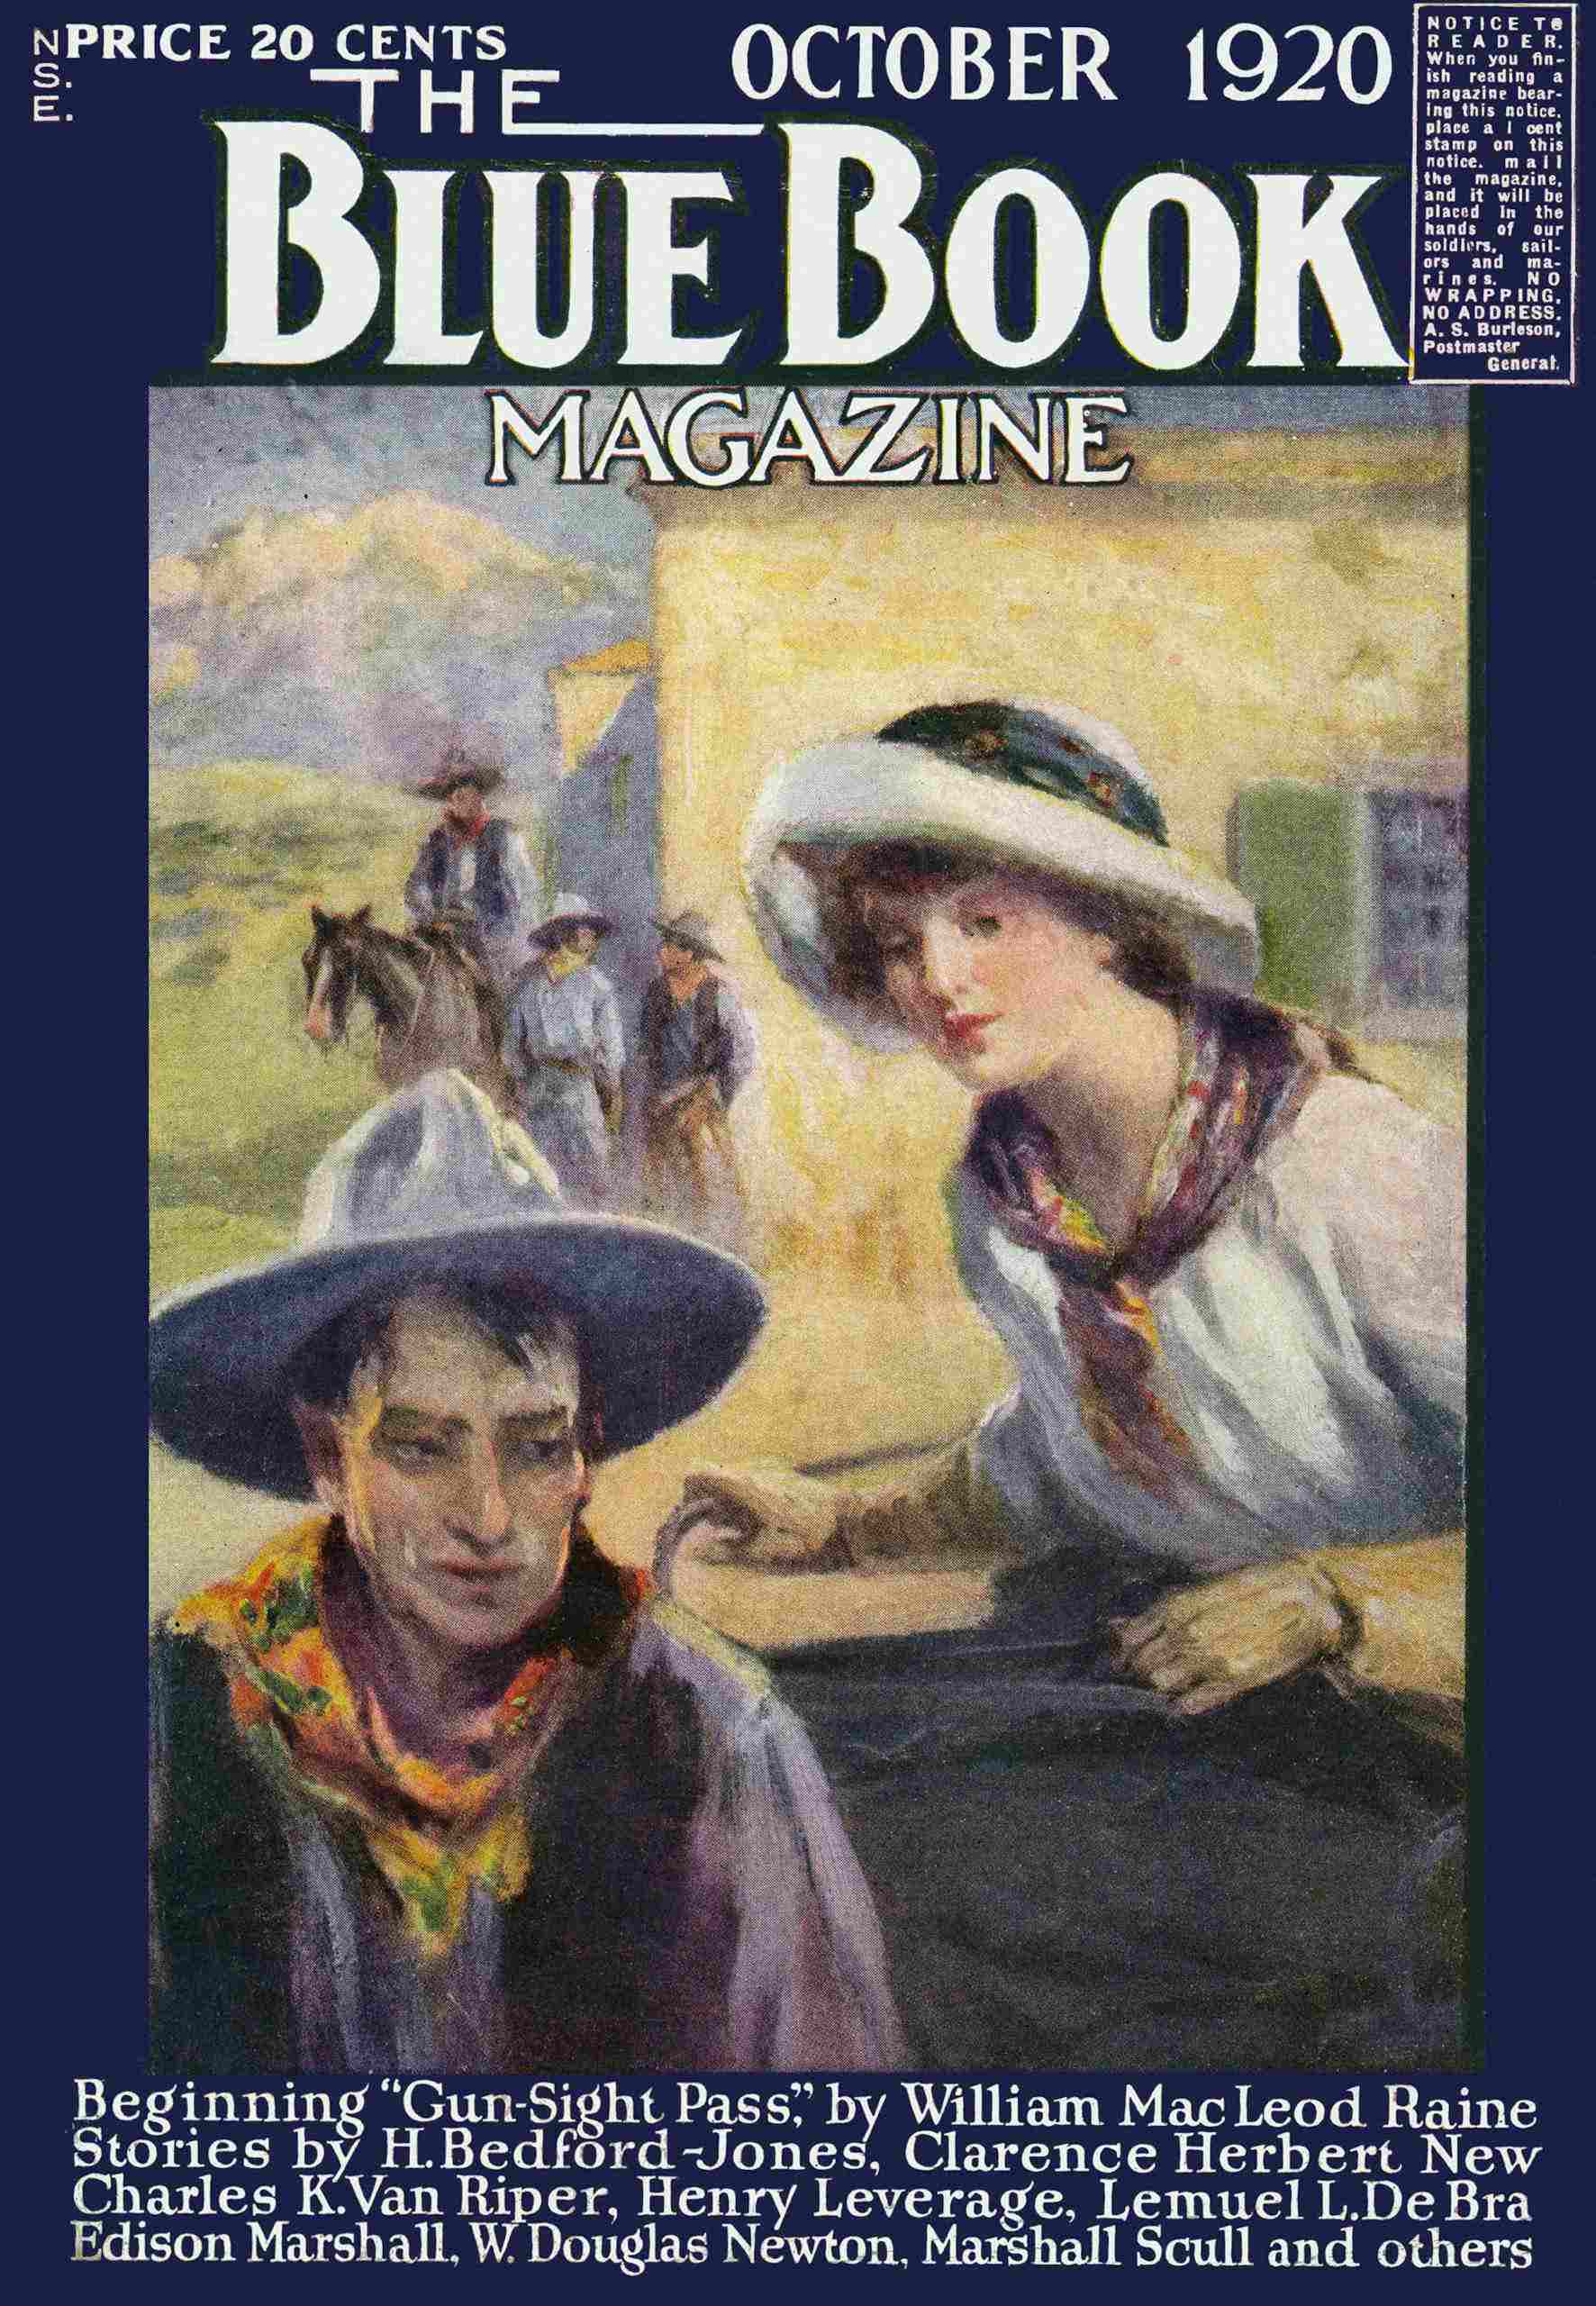 PRICE 20 CENTS
N
S.
E.
OCTOBER 1920
THE
BLUE BOOK
MAGAZINE
NOTICE TO
READER.
When you fin-
ish reading a
magazine bear-
ing this notice,
place a 1 cent
stamp on this
notice. mail
the magazine,
and it will be
placed in the
hands of our
soldiers, sail-
ors and ma-
rines. NO
WRAPPING.
NO ADDRESS.
A. S. Burleson,
Postmaster
General.
Beginning “Gun-Sight Pass,” by William MacLeod Raine
Stories by H. Bedford-Jones, Clarence Herbert New
Charles K. Van Riper, Henry Leverage, Lemuel L. De Bra
Edison Marshall, W. Douglas Newton, Marshall Scull and others